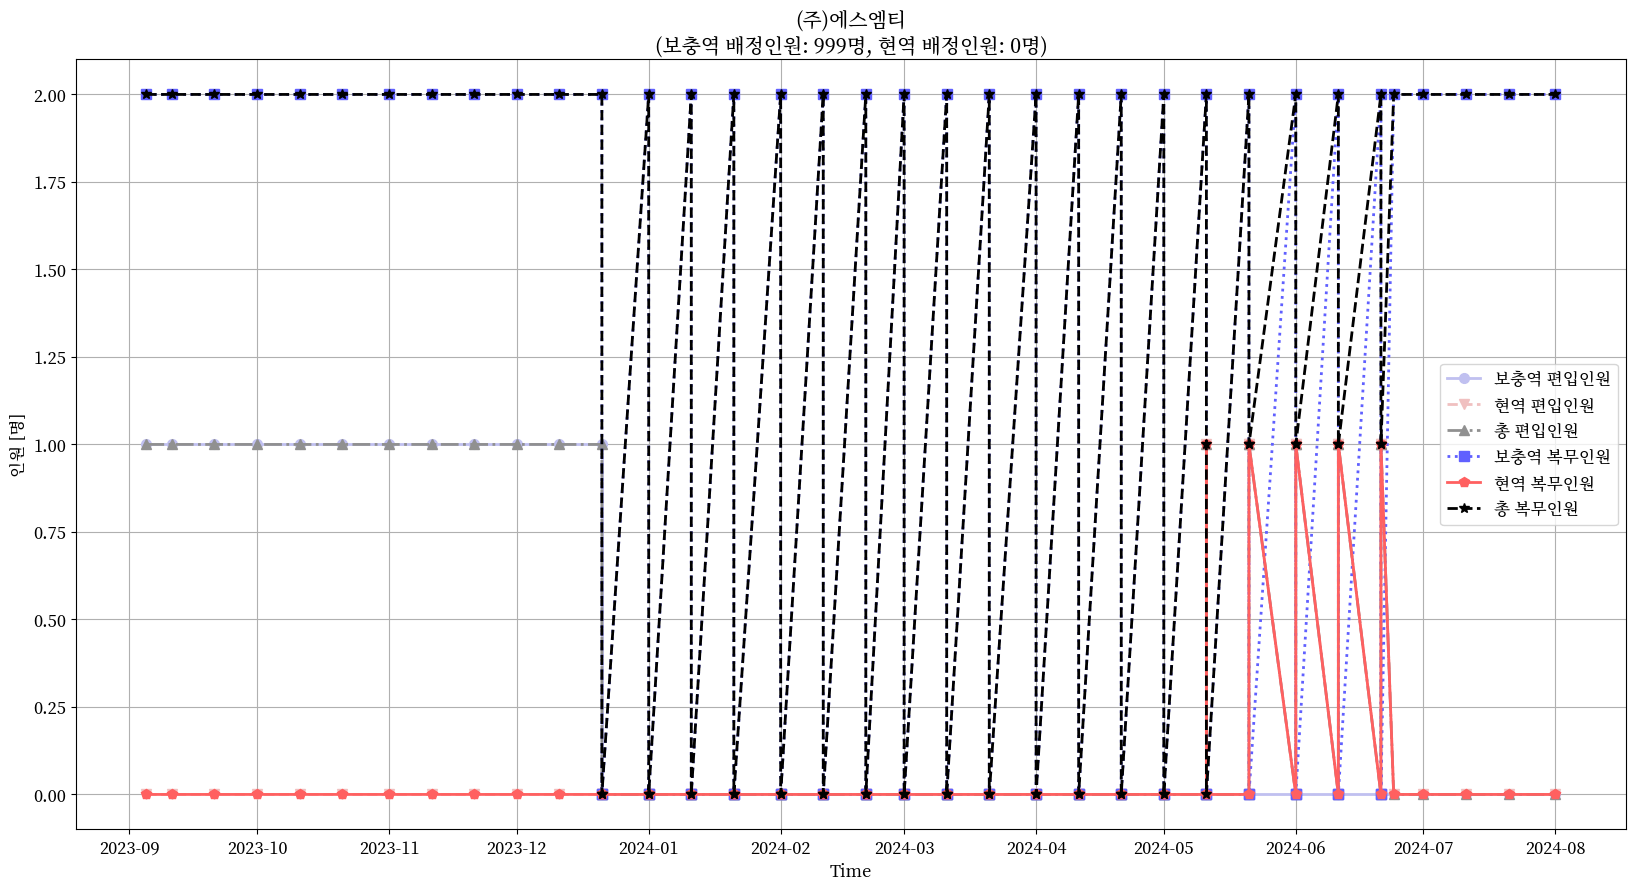 (주)에스엠티
(보충역 배정인원: 999명, 현역 배정인원: 0명)
인원 [명]
2.00
1.75
1.50
1.25
1.00
0.75
0.50
0.25
0.00
보충역 편입인원
현역 편입인원
총 편입인원
보충역 복무인원
현역 복무인원
총 복무인원
2023-09 2023-10 2023-11 2023-12 2024-01 2024-02 2024-03 2024-04 2024-05 2024-06 2024-07 2024-08
Time